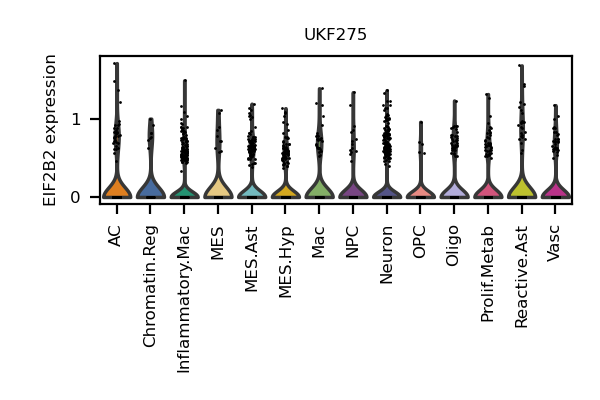 UKF275
EIF2B2 expression
1
0
AC
Chromatin.Reg
Inflammatory.Mac
MES
MES.Ast
MES.Hyp
Mac
NPC
Neuron
OPC
Oligo
Prolif.Metab
Reactive.Ast
Vasc